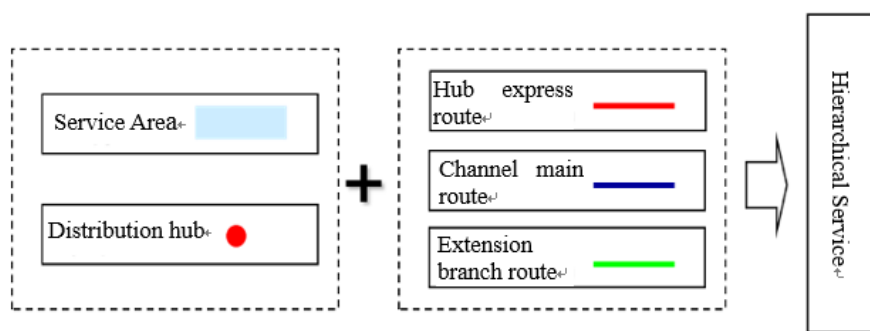 Service Area
Distribution hub
+
Hub express
route
Channel main
route
Extension
branch route
Hierarchical Service